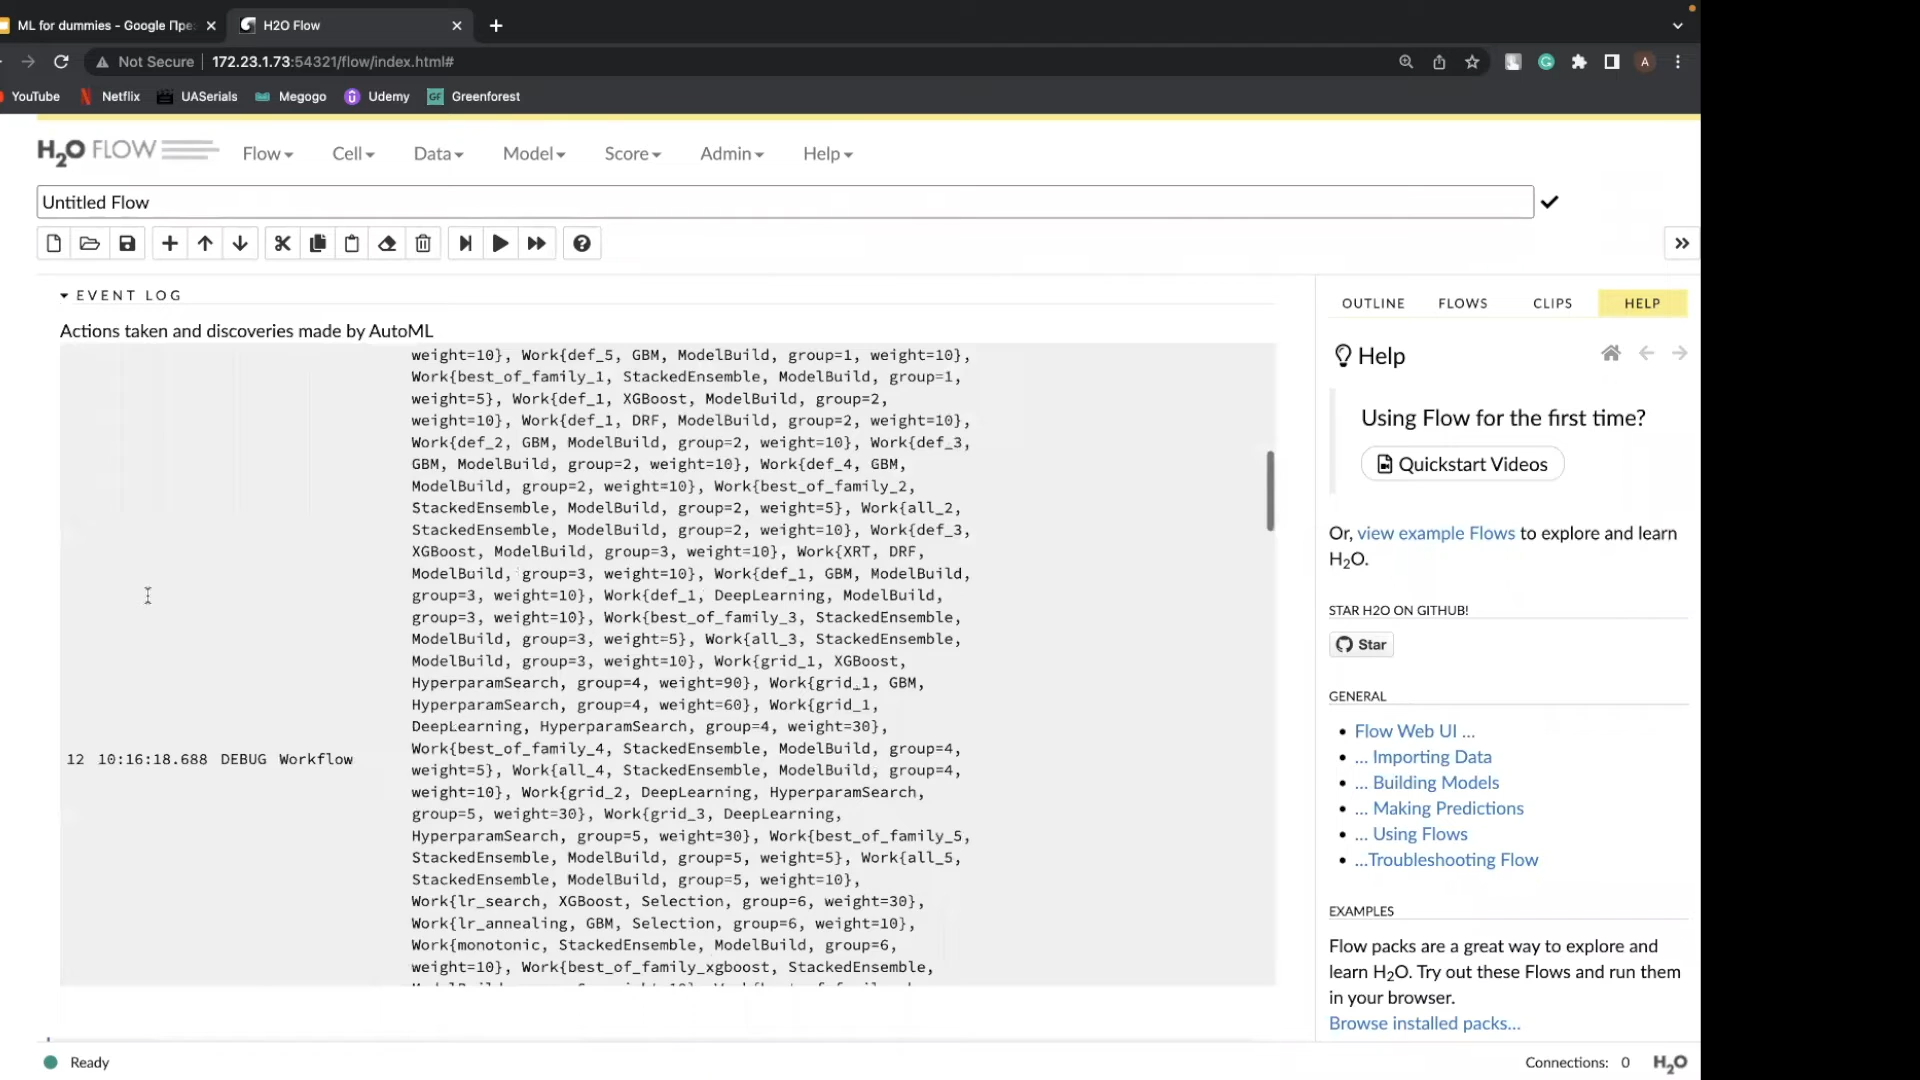 ML for dummies - Google Пре
H2O Flow
Not Secure
172.23.1.73:54321/flow/index.html#
A
YouTube
Netflix
UASerials
Megogo
Udemy
GF Greenforest
H2O FLOW
Flow
Cell
Data
Model
Score
Admin
Help
Untitled Flow
EVENT LOG
Actions taken and discoveries made by AutoML
12 10:16:18.688 DEBUG Workflow
weight=10}, Work{def_5, GBM, ModelBuild, group=1, weight=10},
Work{best_of_family_1, StackedEnsemble, ModelBuild, group=1,
weight=5}, Work{def_1, XGBoost, ModelBuild, group=2,
weight=10}, Work{def_1, DRF, ModelBuild, group=2, weight=10},
Work{def_2, GBM, ModelBuild, group=2, weight=10}, Work{def_3,
GBM, ModelBuild, group=2, weight=10}, Work{def_4, GBM,
ModelBuild, group=2, weight=10}, Work{best_of_family_2,
StackedEnsemble, ModelBuild, group=2, weight=5}, Work{all_2,
StackedEnsemble, ModelBuild, group=2, weight=10}, Work{def_3,
XGBoost, ModelBuild, group=3, weight=10}, Work{XRT, DRF,
ModelBuild, group=3, weight=10}, Work{def_1, GBM, ModelBuild,
group=3, weight=10}, Work{def_1, DeepLearning, ModelBuild,
group=3, weight=10}, Work{best_of_family_3, StackedEnsemble,
ModelBuild, group=3, weight=5}, Work{all_3, StackedEnsemble,
ModelBuild, group=3, weight=10}, Work{grid_1, XGBoost,
HyperparamSearch, group=4, weight=90}, Work{grid_1, GBM,
HyperparamSearch, group=4, weight=60}, Work{grid_1,
DeepLearning, HyperparamSearch, group=4, weight=30},
Work{best_of_family_4, StackedEnsemble, ModelBuild, group=4,
weight=5}, Work{all_4, StackedEnsemble, ModelBuild, group=4,
weight=10}, Work{grid_2, DeepLearning, HyperparamSearch,
group=5, weight=30}, Work{grid_3, DeepLearning,
HyperparamSearch, group=5, weight=30}, Work{best_of_family_5,
StackedEnsemble, ModelBuild, group=5, weight=5}, Work{all_5,
StackedEnsemble, ModelBuild, group=5, weight=10},
Work{lr_search, XGBoost, Selection, group=6, weight=30},
Work{lr_annealing, GBM, Selection, group=6, weight=10},
Work{monotonic, StackedEnsemble, ModelBuild, group=6,
weight=10}, Work{best_of_family_xgboost, StackedEnsemble,
OUTLINE
FLOWS
CLIPS
HELP
Help
Using Flow for the first time?
Quickstart Videos
Or, view example Flows to explore and learn
H2O.
STAR H2O ON GITHUB!
Star
GENERAL
• Flow Web UI ...
• ... Importing Data
• ... Building Models
• ... Making Predictions
• ... Using Flows
• ...Troubleshooting Flow
EXAMPLES
Flow packs are a great way to explore and
learn H2O. Try out these Flows and run them
in your browser.
Browse installed packs...
Ready
Connections: 0
H2O